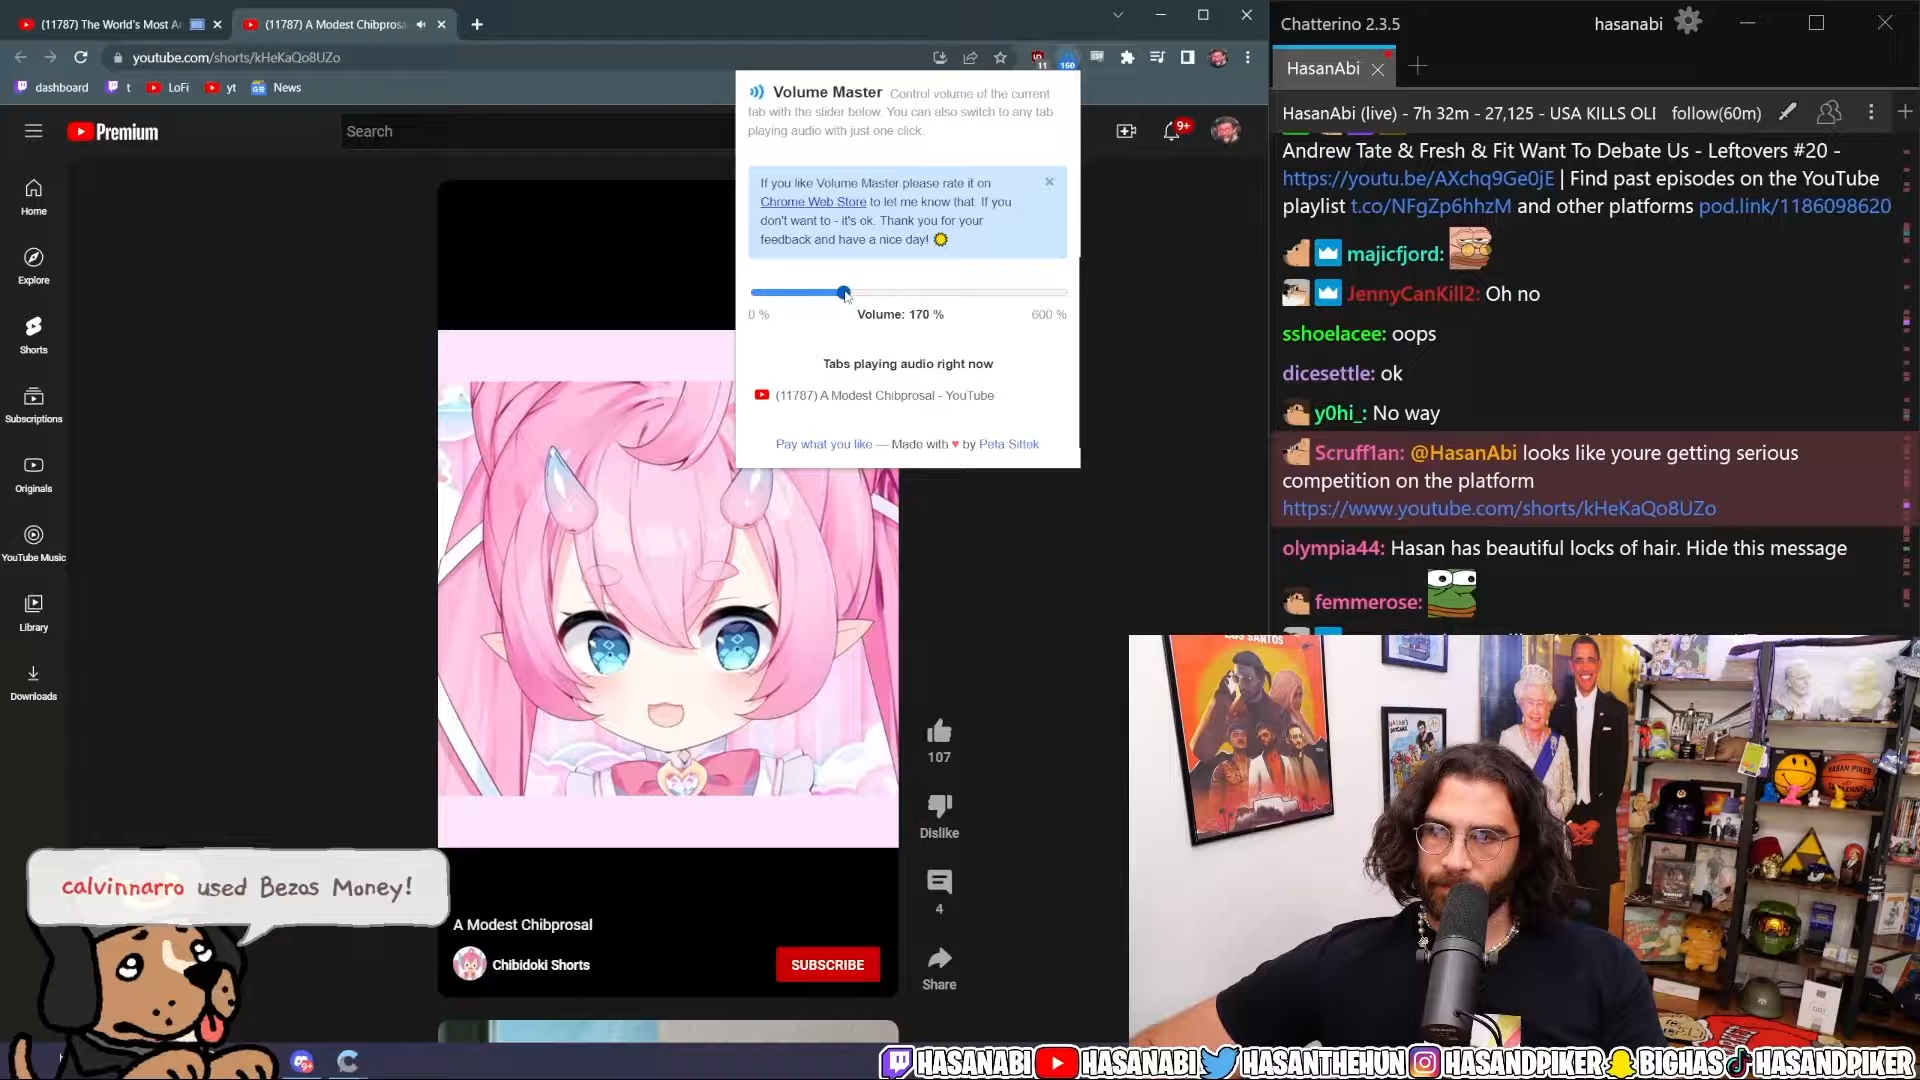 (11787) The World's Most A
(11787) A Modest Chibprosa
youtube.com/shorts/kHeKaQo8UZo
11
160
dashboard
t
LoFi
yt
News
Premium
Search
9+
Home
Explore
Shorts
Subscriptions
Originals
YouTube Music
Library
Downloads
Volume Master Control volume of the current
tab with the slider below. You can also switch to any tab
playing audio with just one click.
If you like Volume Master please rate it on
Chrome Web Store to let me know that. If you
don't want to - it's ok. Thank you for your
feedback and have a nice day!
0 %
Volume: 170 %
600 %
Tabs playing audio right now
(11787) A Modest Chibprosal - YouTube
Pay what you like — Made with ♥ by Peta Sittek
107
Dislike
4
Share
A Modest Chibprosal
Chibidoki Shorts
SUBSCRIBE
calvinnarro used Bezos Money!
Chatterino 2.3.5
hasanabi
HasanAbi
HasanAbi (live) - 7h 32m - 27,125 - USA KILLS OLI
follow(60m)
Andrew Tate & Fresh & Fit Want To Debate Us - Leftovers #20 -
https://youtu.be/AXchq9Ge0jE | Find past episodes on the YouTube
playlist t.co/NFgZp6hhzM and other platforms pod.link/1186098620
majicfjord:
JennyCanKill2: Oh no
sshoelacee: oops
dicesettle: ok
y0hi_: No way
Scruff1an: @HasanAbi looks like youre getting serious
competition on the platform
https://www.youtube.com/shorts/kHeKaQo8UZo
olympia44: Hasan has beautiful locks of hair. Hide this message
femmerose:
LOS SANTOS
HASAN PIKER
HASANABI
HASANABI
HASANTHEHUN
HASANDPIKER
BIGHAS
HASANDPIKER